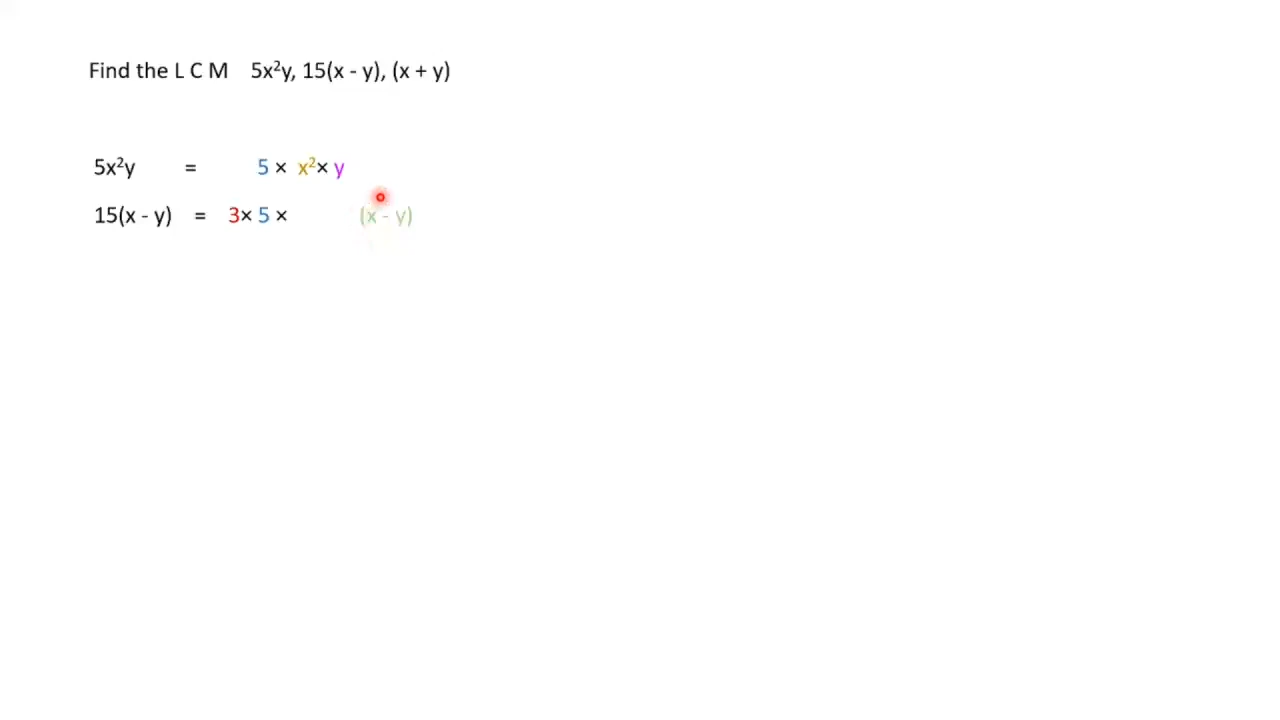 Find the L C M 5x²y, 15(x - y), (x + y)
5x²y = 5 × x²× y
15(x - y) = 3× 5 × (x - y)